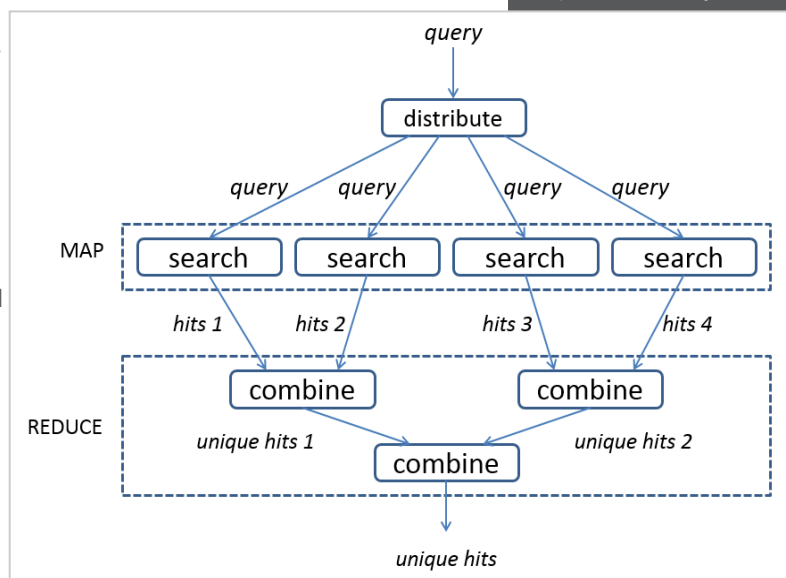 query
distribute
query query query query
MAP
search search search search
hits 1 hits 2 hits 3 hits 4
combine combine
REDUCE
unique hits 1 unique hits 2
combine
unique hits